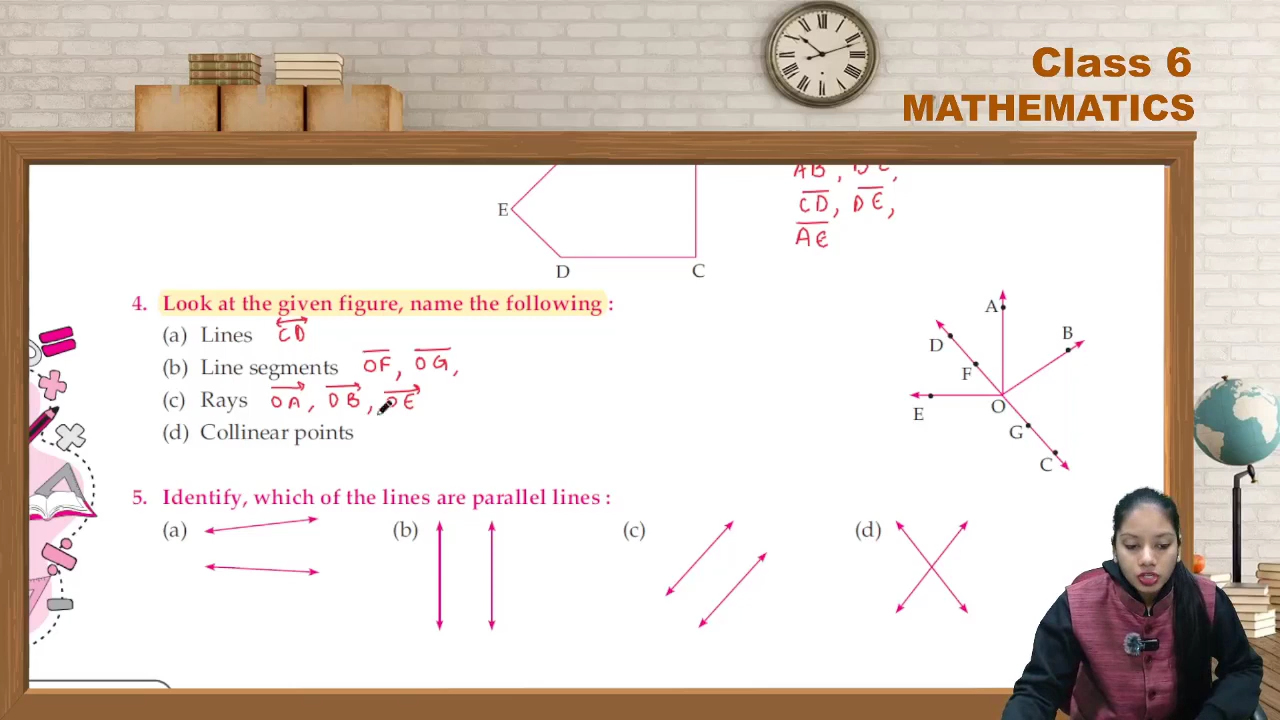 Class 6
MATHEMATICS
AB,
CD, DE,
AE
E
D
C
4. Look at the given figure, name the following :
(a) Lines CD
(b) Line segments OF, OG,
(c) Rays OA, OB, OE
(d) Collinear points
A
B
D
F
E
O
G
C
5. Identify, which of the lines are parallel lines :
(a)
(b)
(c)
(d)